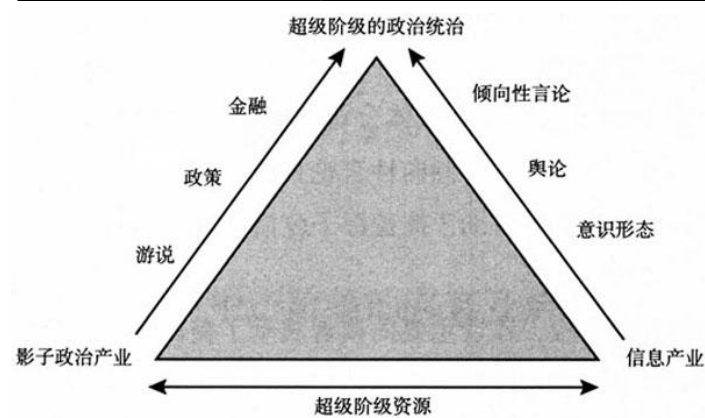 超级阶级的政治统治
金融
倾向性言论
政策
舆论
游说
意识形态
影子政治产业
信息产业
超级阶级资源